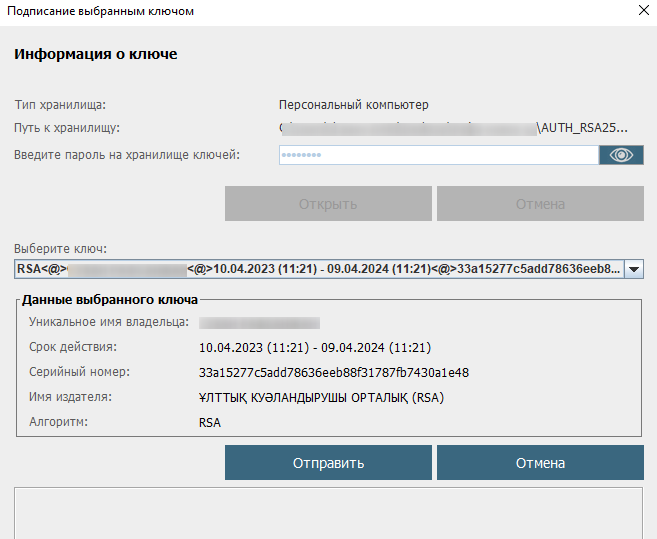 Подписание выбранным ключом
Информация о ключе
Тип хранилища: Персональный компьютер
Путь к хранилищу: \AUTH_RSA25...
Введите пароль на хранилище ключей: ••••••••
Открыть Отмена
Выберите ключ:
RSA<@> <@>10.04.2023 (11:21) - 09.04.2024 (11:21)<@>33a15277c5add78636eeb8...
Данные выбранного ключа
Уникальное имя владельца:
Срок действия: 10.04.2023 (11:21) - 09.04.2024 (11:21)
Серийный номер: 33a15277c5add78636eeb88f31787fb7430a1e48
Имя издателя: ҰЛТТЫҚ КУӘЛАНДЫРУШЫ ОРТАЛЫҚ (RSA)
Алгоритм: RSA
Отправить Отмена